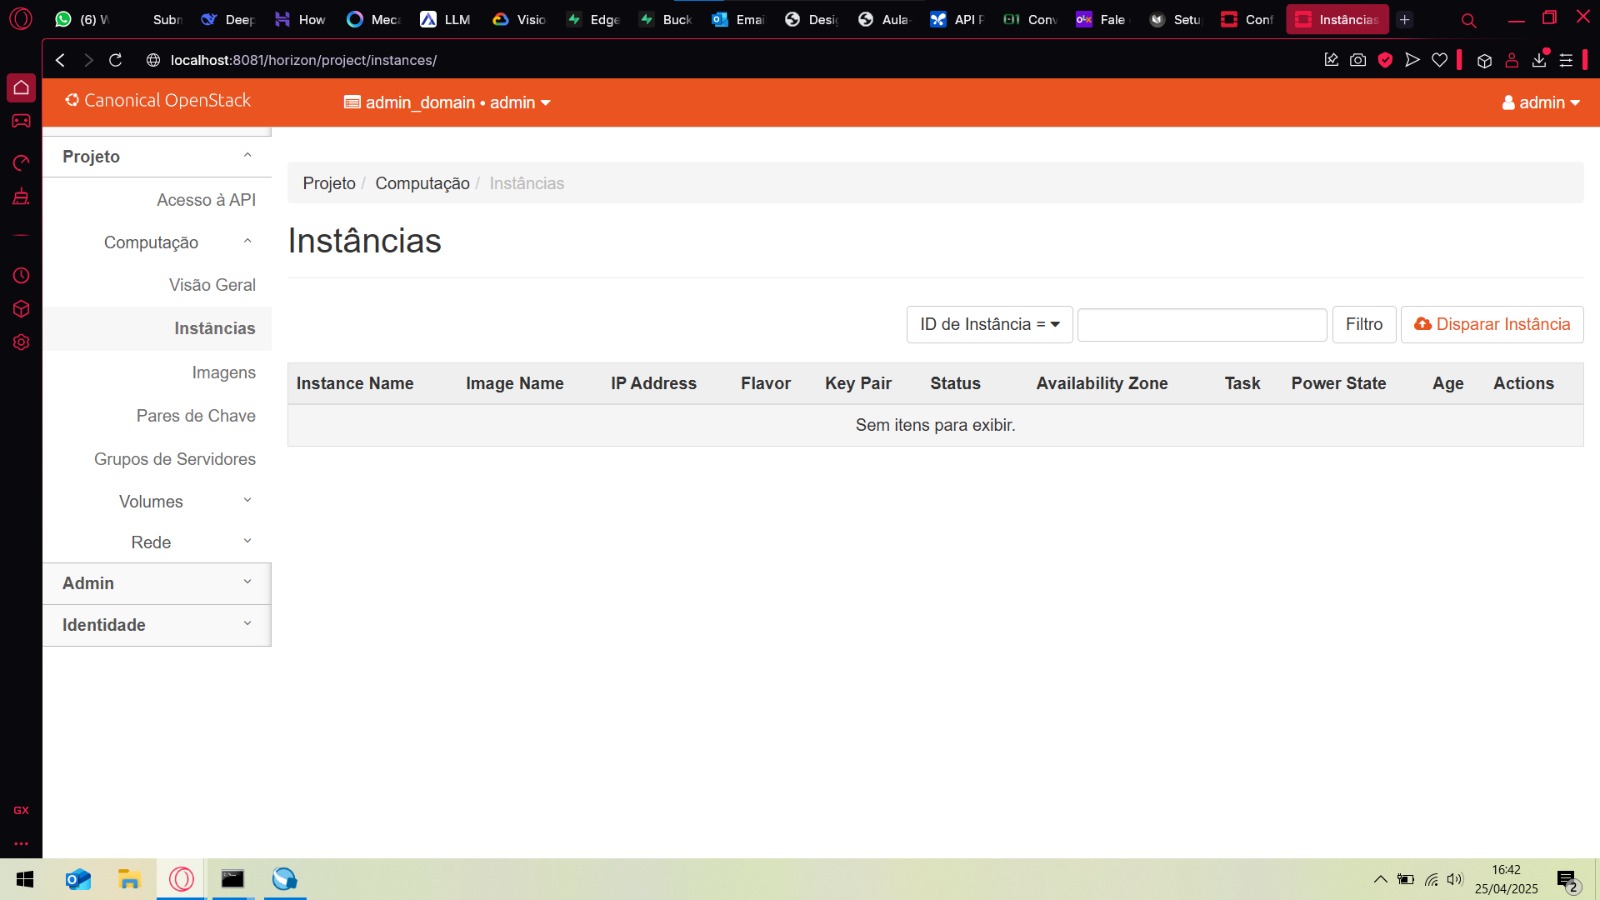 (6) W
Subn
Deep
How
Meca
LLM
Visio
Edge
Buck
Emai
Desi
Aula-
API P
Conv
Fale
Setu
Conf
Instâncias
localhost:8081/horizon/project/instances/
Canonical OpenStack
admin_domain • admin
admin
Projeto
Acesso à API
Computação
Visão Geral
Instâncias
Imagens
Pares de Chave
Grupos de Servidores
Volumes
Rede
Admin
Identidade
Projeto / Computação / Instâncias
Instâncias
ID de Instância =
Filtro
Disparar Instância
Instance Name Image Name IP Address Flavor Key Pair Status Availability Zone Task Power State Age Actions
Sem itens para exibir.
GX
16:42
25/04/2025
2